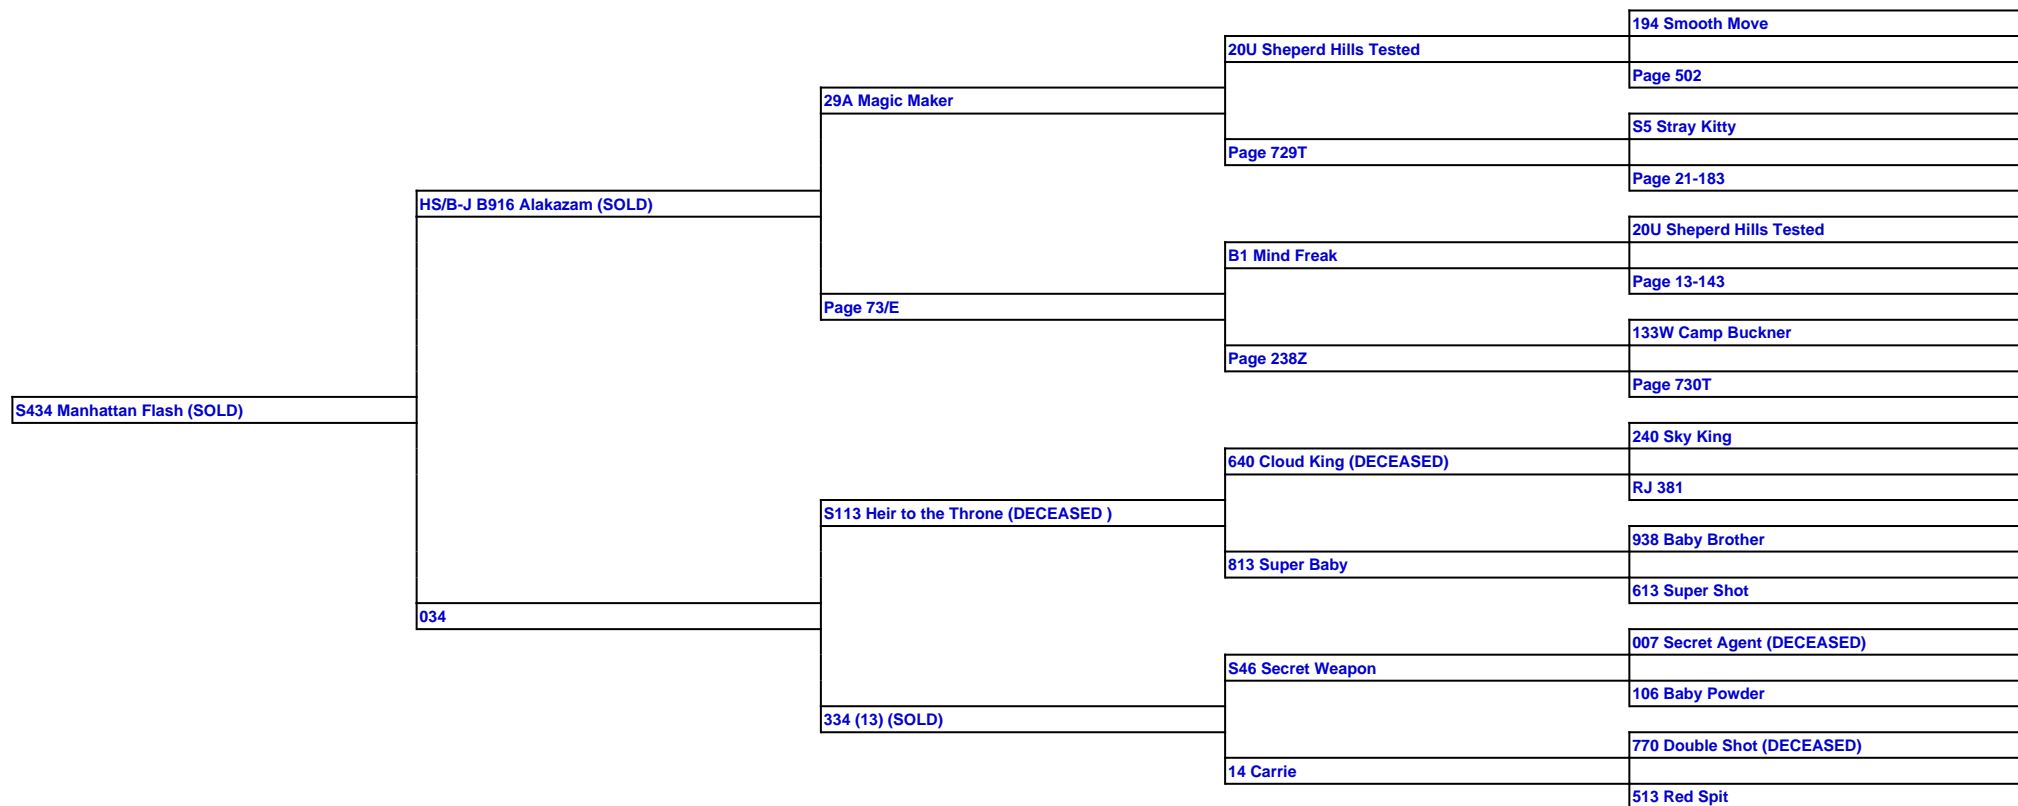 194 Smooth Move
20U Sheperd Hills Tested
Page 502
29A Magic Maker
S5 Stray Kitty
Page 729T
Page 21-183
HS/B-J B916 Alakazam (SOLD)
20U Sheperd Hills Tested
B1 Mind Freak
Page 13-143
Page 73/E
133W Camp Buckner
Page 238Z
Page 730T
S434 Manhattan Flash (SOLD)
240 Sky King
640 Cloud King (DECEASED)
RJ 381
S113 Heir to the Throne (DECEASED )
938 Baby Brother
813 Super Baby
613 Super Shot
034
007 Secret Agent (DECEASED)
S46 Secret Weapon
106 Baby Powder
334 (13) (SOLD)
770 Double Shot (DECEASED)
14 Carrie
513 Red Spit